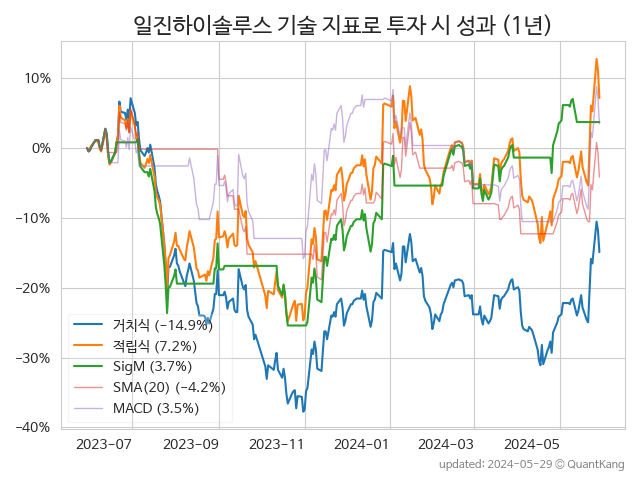 일진하이솔루스 기술 지표로 투자 시 성과 (1년)
10%
0%
−10%
−20%
−30%
−40%
거치식 (−14.9%)
적립식 (7.2%)
SigM (3.7%)
SMA(20) (−4.2%)
MACD (3.5%)
2023-07 2023-09 2023-11 2024-01 2024-03 2024-05
updated: 2024-05-29 © QuantKang